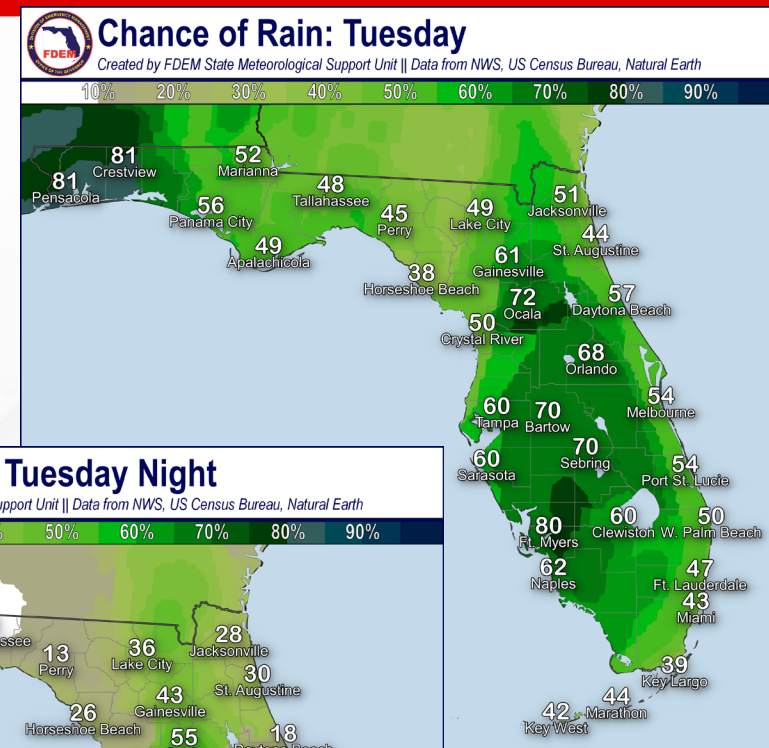 Chance of Rain: Tuesday
FDEM
Created by FDEM State Meteorological Support Unit || Data from NWS, US Census Bureau, Natural Earth
10% 20% 30% 40% 50% 60% 70% 80% 90%
81
Crestview
52
Marianna
81
Pensacola
48
Tallahassee
51
Jacksonville
56
Panama City
45
Perry
49
Lake City
44
St. Augustine
49
Apalachicola
61
Gainesville
38
Horseshoe Beach
72
Ocala
57
Daytona Beach
50
Crystal River
68
Orlando
54
Melbourne
60
Tampa
70
Bartow
70
Sebring
60
Sarasota
54
Port St. Lucie
80
Ft. Myers
60
Clewiston
50
W. Palm Beach
62
Naples
47
Ft. Lauderdale
43
Miami
39
Key Largo
44
Marathon
42
Key West
Tuesday Night
upport Unit || Data from NWS, US Census Bureau, Natural Earth
50% 60% 70% 80% 90%
ssee
13
Perry
36
Lake City
28
Jacksonville
30
St. Augustine
43
Gainesville
26
Horseshoe Beach
55
18
Daytona Beach